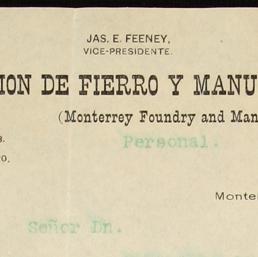 JAS. E. FEENEY,
VICE-PRESIDENTE.
ION DE FIERRO Y MANU
(Monterrey Foundry and Man
Personal.
Monte
Señor Dn.